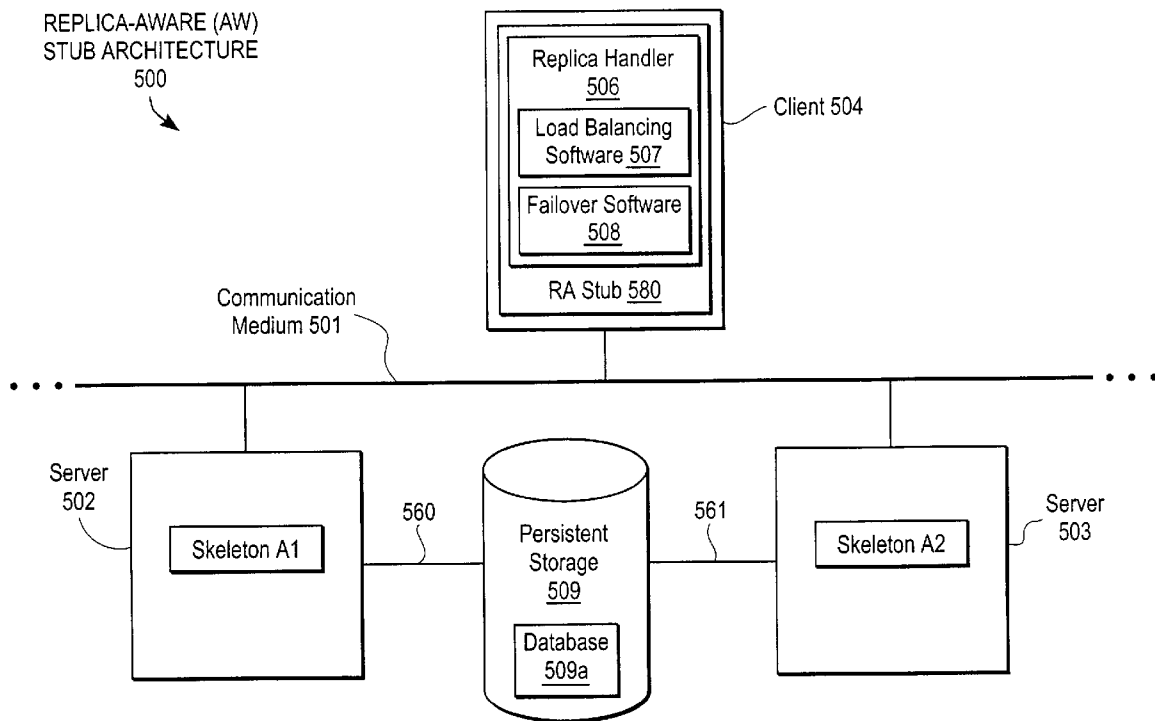 REPLICA-AWARE (AW)
STUB ARCHITECTURE
500
Replica Handler
506
Load Balancing
Software 507
Failover Software
508
RA Stub 580
Client 504
Communication
Medium 501
Server
502
Skeleton A1
560
Persistent
Storage
509
Database
509a
561
Skeleton A2
Server
503